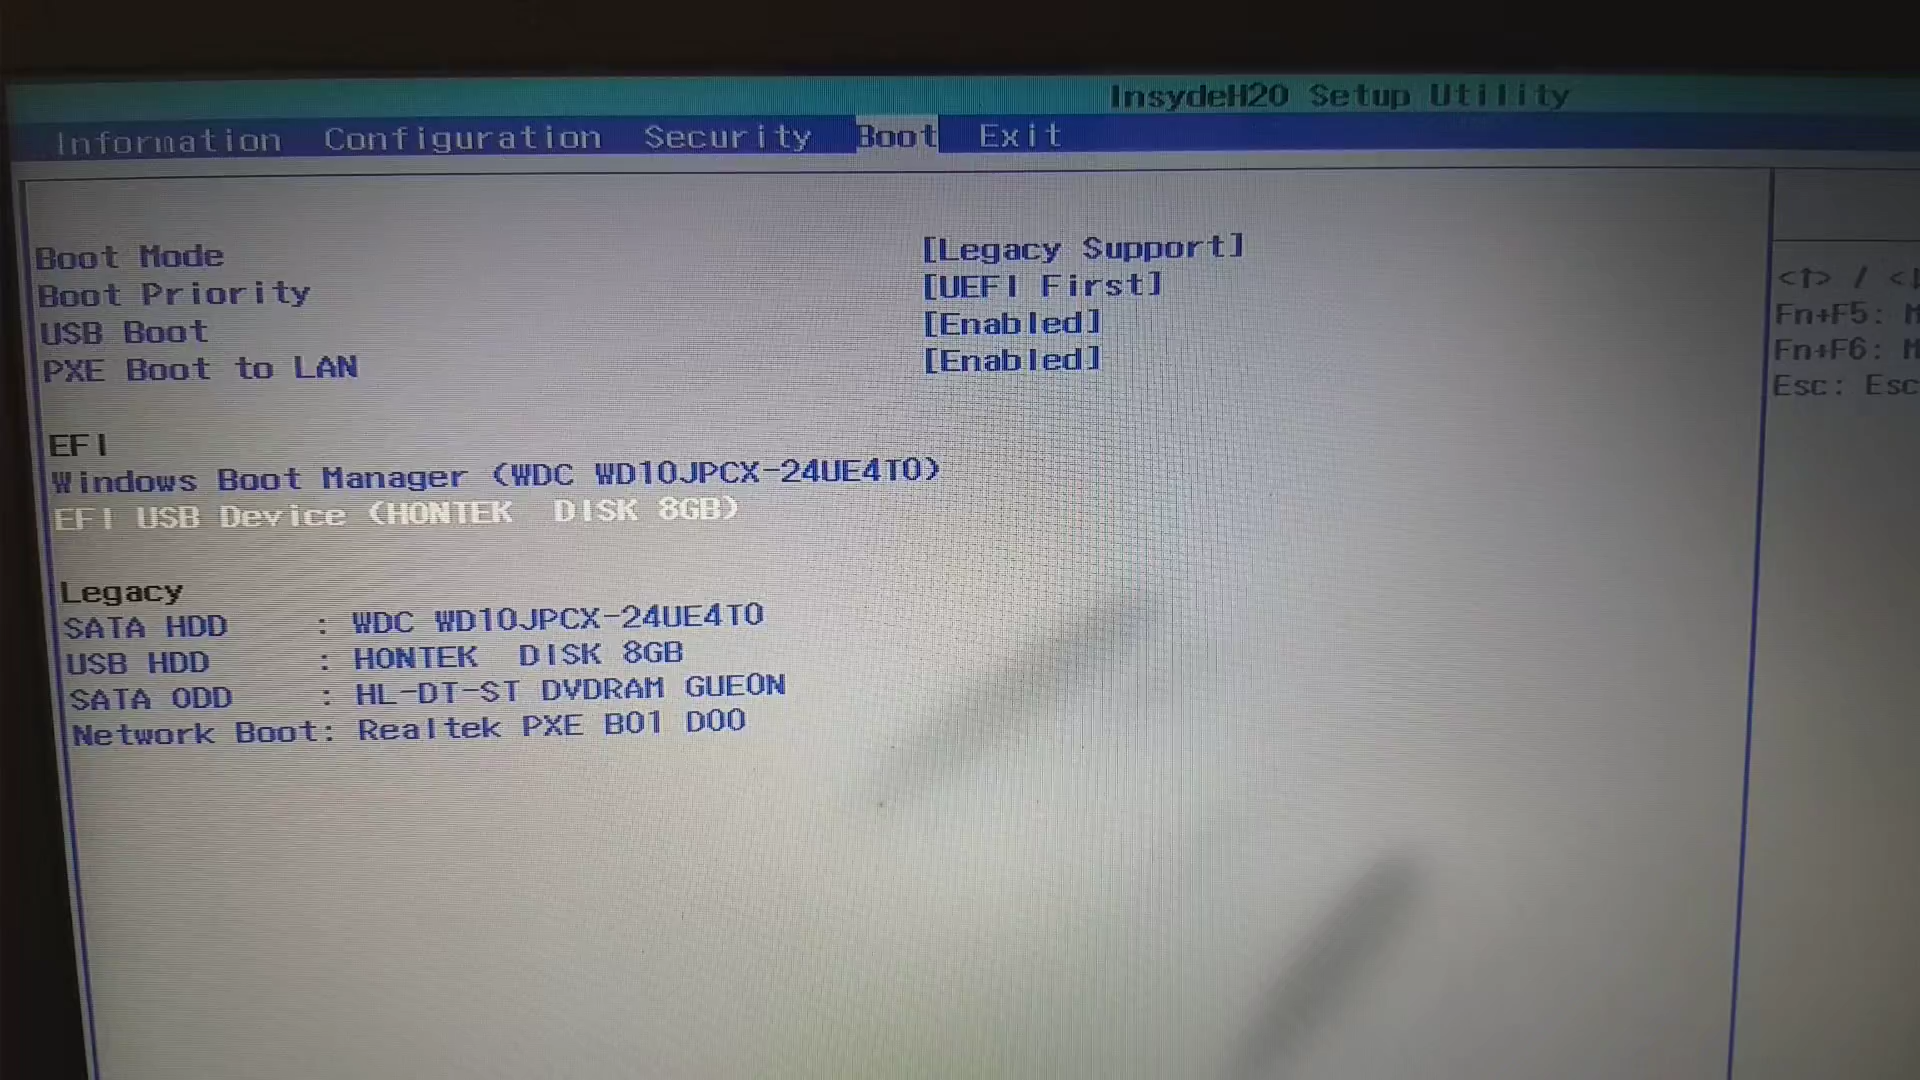 InsydeH20 Setup Utility
Information Configuration Security Boot Exit
Boot Mode [Legacy Support]
Boot Priority [UEFI First]
USB Boot [Enabled]
PXE Boot to LAN [Enabled]
<↑> / <↓
Fn+F5: M
Fn+F6: M
Esc: Esc
EFI
Windows Boot Manager (WDC WD10JPCX-24UE4T0)
EFI USB Device (HONTEK DISK 8GB)
Legacy
SATA HDD : WDC WD10JPCX-24UE4T0
USB HDD : HONTEK DISK 8GB
SATA ODD : HL-DT-ST DVDRAM GUE0N
Network Boot: Realtek PXE B01 D00